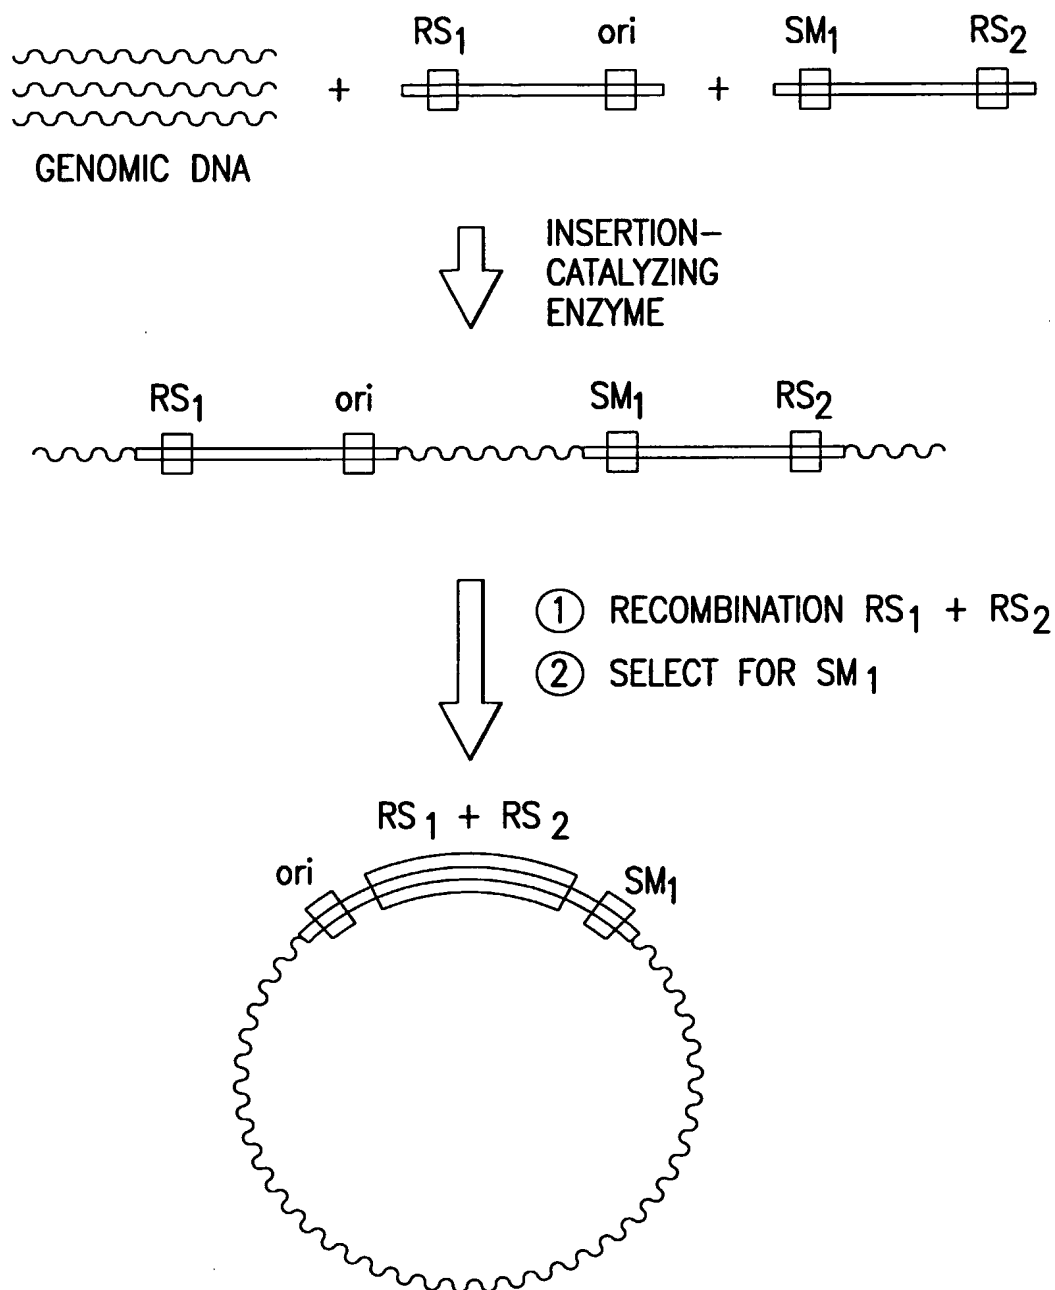 RS1 ori SM1 RS2
+ +
GENOMIC DNA
INSERTION–
CATALYZING
ENZYME
RS1 ori SM1 RS2
① RECOMBINATION RS1 + RS2
② SELECT FOR SM1
RS1 + RS2
ori SM1